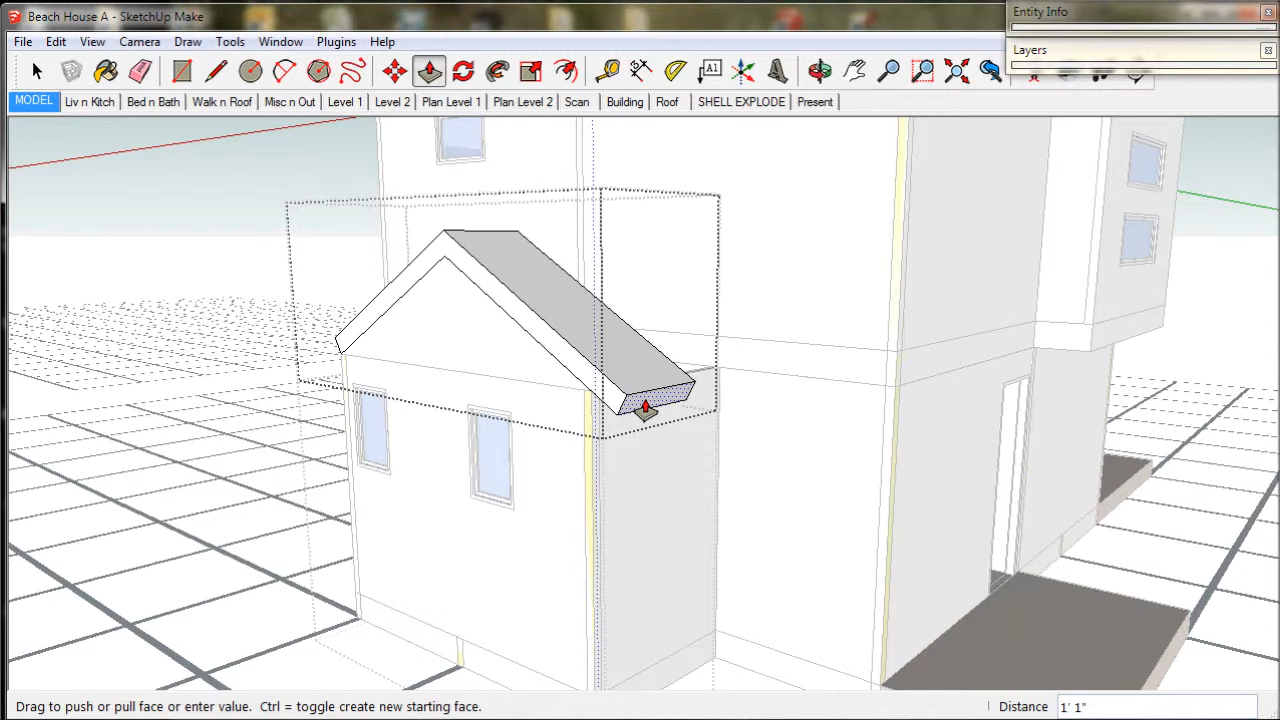 Beach House A - SketchUp Make
Entity Info
File Edit View Camera Draw Tools Window Plugins Help
Layers
A1
MODEL Liv n Kitch Bed n Bath Walk n Roof Misc n Out Level 1 Level 2 Plan Level 1 Plan Level 2 Scan Building Roof SHELL EXPLODE Present
Drag to push or pull face or enter value. Ctrl = toggle create new starting face. Distance 1' 1"